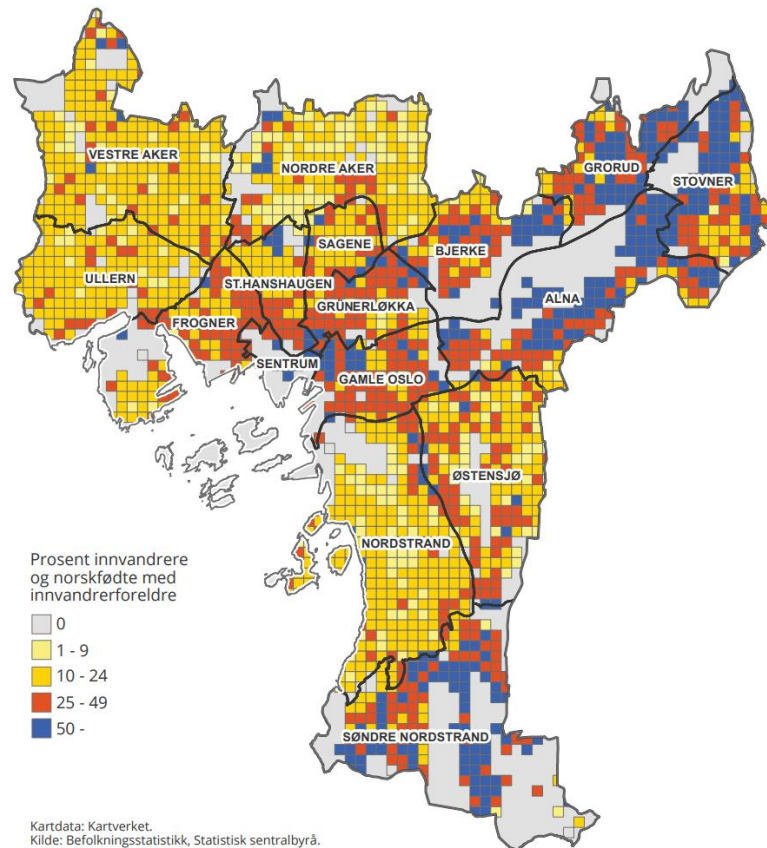 VESTRE AKER
NORDRE AKER
GRORUD
STOVNER
SAGENE
BJERKE
ULLERN
ST.HANSHAUGEN
ALNA
GRÜNERLØKKA
FROGNER
SENTRUM
GAMLE OSLO
ØSTENSJØ
NORDSTRAND
Prosent innvandrere
og norskfødte med
innvandrerforeldre
0
1 - 9
10 - 24
25 - 49
50 -
SØNDRE NORDSTRAND
Kartdata: Kartverket.
Kilde: Befolkningsstatistikk, Statistisk sentralbyrå.